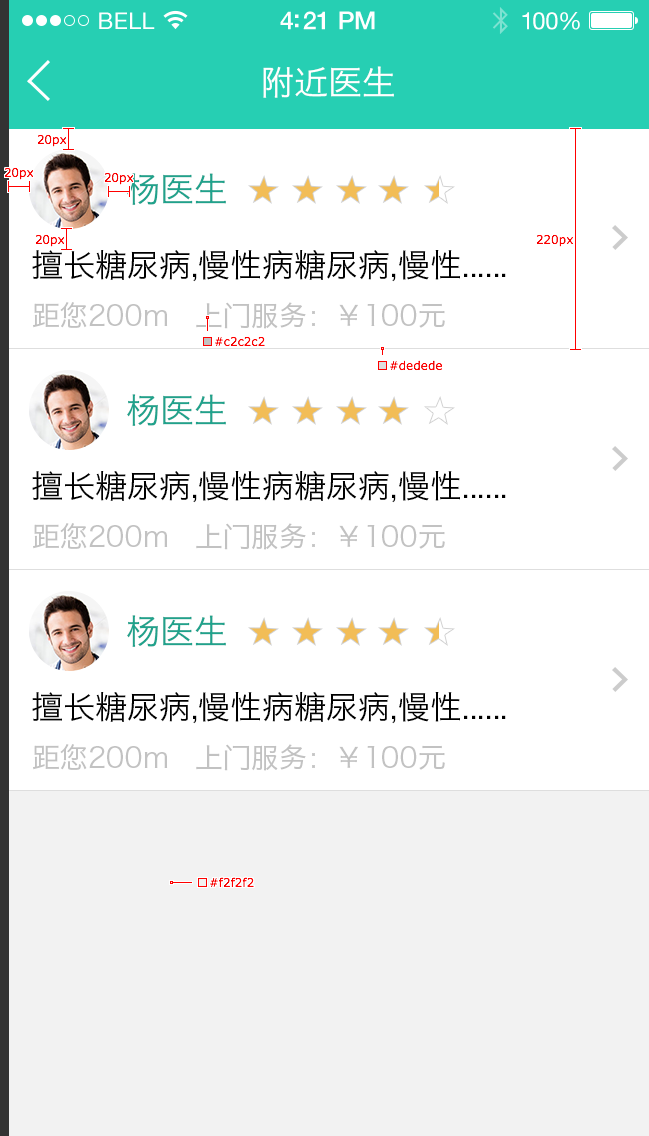 BELL 4:21 PM 100%
附近医生
20px
20px
20px
杨医生
20px
220px
擅长糖尿病,慢性病糖尿病,慢性......
距您200m 上门服务：￥100元
#c2c2c2
#dedede
杨医生
擅长糖尿病,慢性病糖尿病,慢性......
距您200m 上门服务：￥100元
杨医生
擅长糖尿病,慢性病糖尿病,慢性......
距您200m 上门服务：￥100元
#f2f2f2